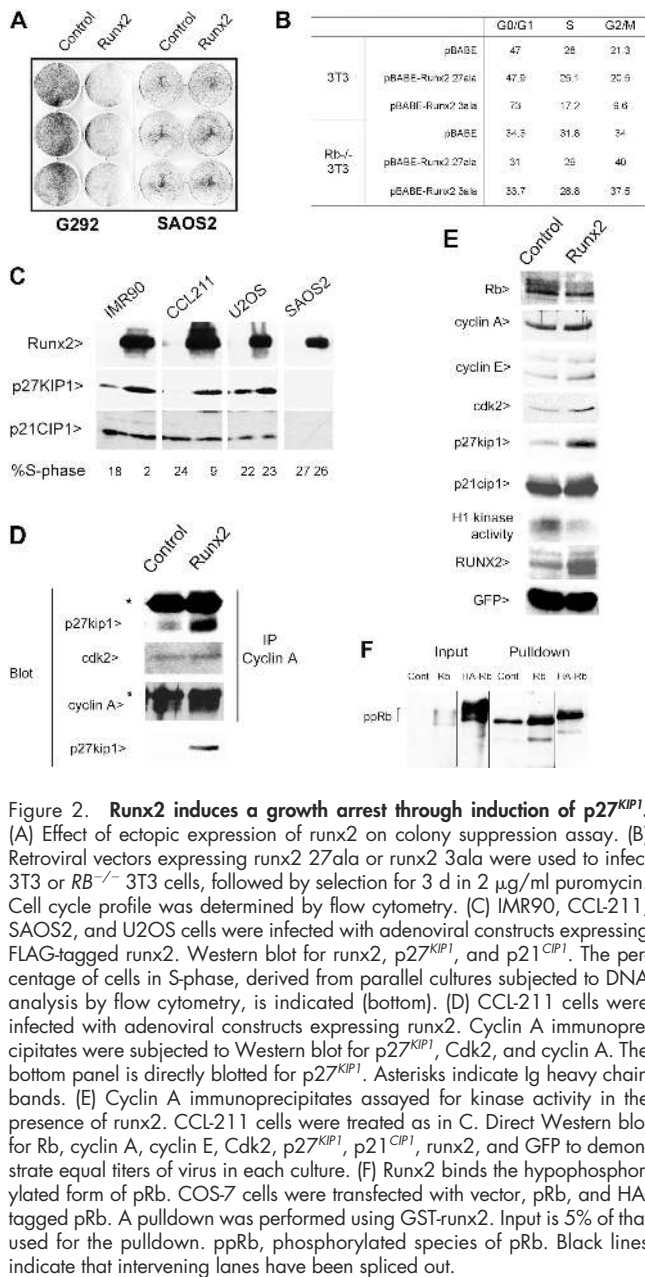 A
Control Runx2 Control Runx2
G292 SAOS2
B
G0/G1 S G2/M
3T3
pBABE 47 28 21.3
pBABE-Runx2 27ala 47.9 20.5
pBABE-Runx2 3ala 73 17.2 9.6
Rb-/- 3T3
pBABE 34.3 31.8 34
pBABE-Runx2 27ala 31 29 40
pBABE-Runx2 3ala 33.7 28.8 37.5
C
IMR90 CCL211 U2OS SAOS2
Runx2>
p27KIP1>
p21CIP1>
%S-phase 18 2 24 9 22 23 27 26
D
Control Runx2
*
p27kip1>
cdk2>
*
cyclin A>
p27kip1>
Blot
IP
Cyclin A
E
Control Runx2
Rb>
cyclin A>
cyclin E>
cdk2>
p27kip1>
p21cip1>
H1 kinase
activity
RUNX2>
GFP>
F
Input Pulldown
Cont Rb HA-Rb Cont Rb HA-Rb
ppRb
Figure 2. Runx2 induces a growth arrest through induction of p27KIP1.
(A) Effect of ectopic expression of runx2 on colony suppression assay. (B)
Retroviral vectors expressing runx2 27ala or runx2 3ala were used to infec
3T3 or RB−/− 3T3 cells, followed by selection for 3 d in 2 μg/ml puromycin.
Cell cycle profile was determined by flow cytometry. (C) IMR90, CCL-211,
SAOS2, and U2OS cells were infected with adenoviral constructs expressing
FLAG-tagged runx2. Western blot for runx2, p27KIP1, and p21CIP1. The per-
centage of cells in S-phase, derived from parallel cultures subjected to DNA
analysis by flow cytometry, is indicated (bottom). (D) CCL-211 cells were
infected with adenoviral constructs expressing runx2. Cyclin A immunopre-
cipitates were subjected to Western blot for p27KIP1, Cdk2, and cyclin A. The
bottom panel is directly blotted for p27KIP1. Asterisks indicate Ig heavy chain
bands. (E) Cyclin A immunoprecipitates assayed for kinase activity in the
presence of runx2. CCL-211 cells were treated as in C. Direct Western blo
for Rb, cyclin A, cyclin E, Cdk2, p27KIP1, p21CIP1, runx2, and GFP to demon-
strate equal titers of virus in each culture. (F) Runx2 binds the hypophosphor
ylated form of pRb. COS-7 cells were transfected with vector, pRb, and HA
tagged pRb. A pulldown was performed using GST-runx2. Input is 5% of tha
used for the pulldown. ppRb, phosphorylated species of pRb. Black lines
indicate that intervening lanes have been spliced out.